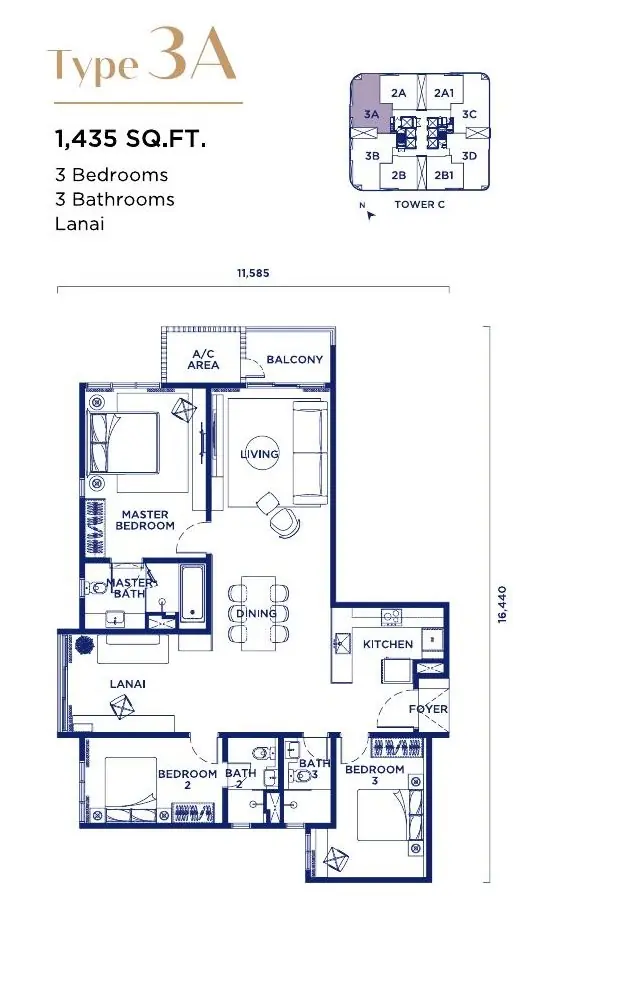 Type 3A
1,435 SQ.FT.
3 Bedrooms
3 Bathrooms
Lanai
2A
2A1
3A
3C
3B
3D
2B
2B1
N
TOWER C
11,585
A/C
AREA
BALCONY
LIVING
MASTER
BEDROOM
MASTER
BATH
DINING
16,440
KITCHEN
LANAI
FOYER
BEDROOM
2
BATH
2
BATH
3
BEDROOM
3